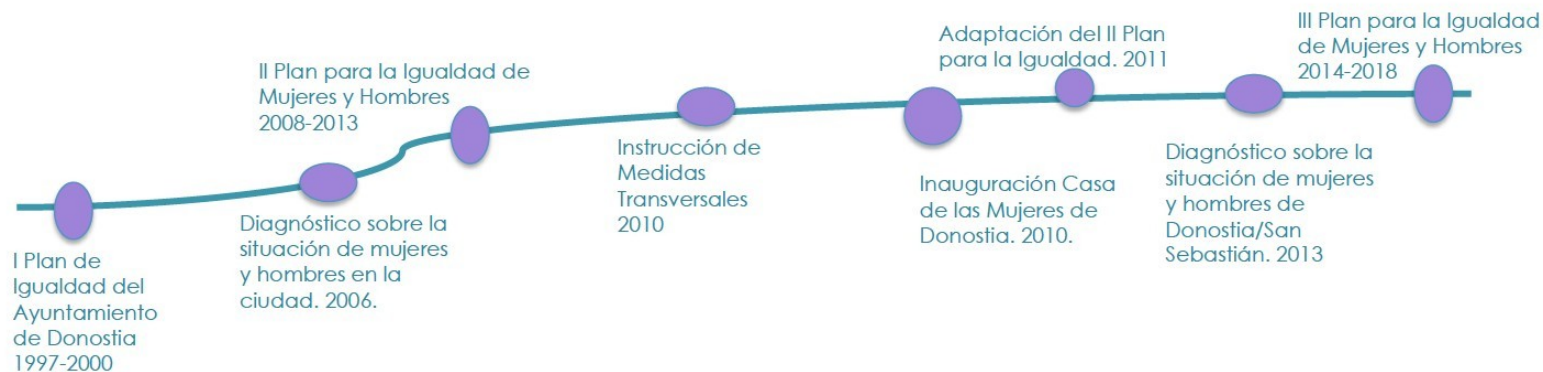 I Plan de
Igualdad del
Ayuntamiento
de Donostia
1997-2000
Diagnóstico sobre la
situación de mujeres
y hombres en la
ciudad. 2006.
II Plan para la Igualdad de
Mujeres y Hombres
2008-2013
Instrucción de
Medidas
Transversales
2010
Inauguración Casa
de las Mujeres de
Donostia. 2010.
Adaptación del II Plan
para la Igualdad. 2011
Diagnóstico sobre la
situación de mujeres
y hombres de
Donostia/San
Sebastián. 2013
III Plan para la Igualdad
de Mujeres y Hombres
2014-2018